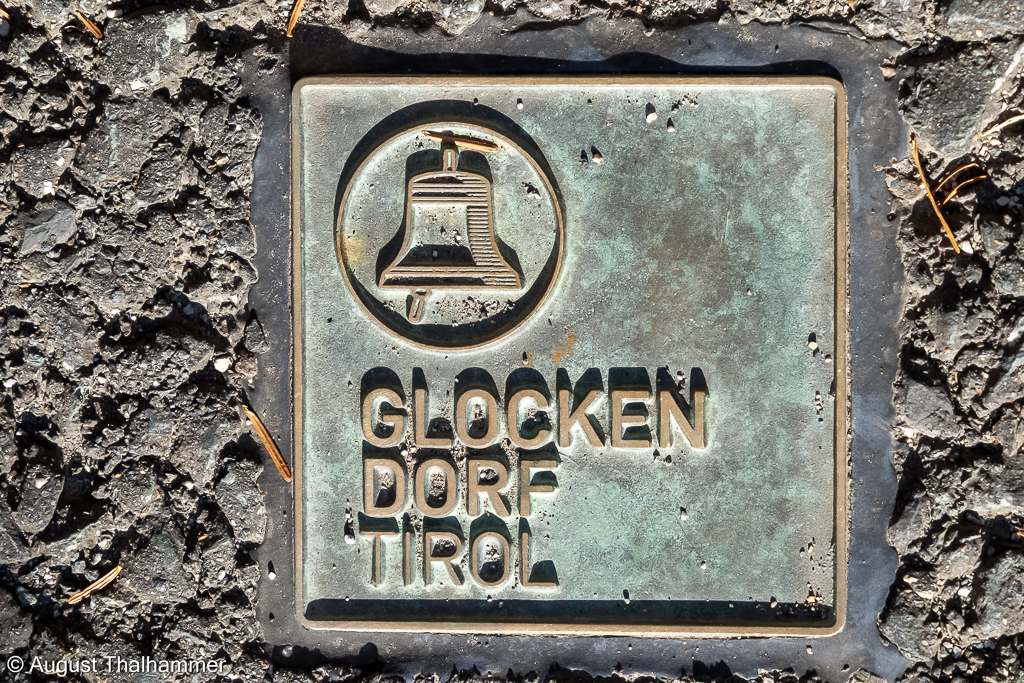 GLOCKEN
DORF
TIROL
© August Thalhammer